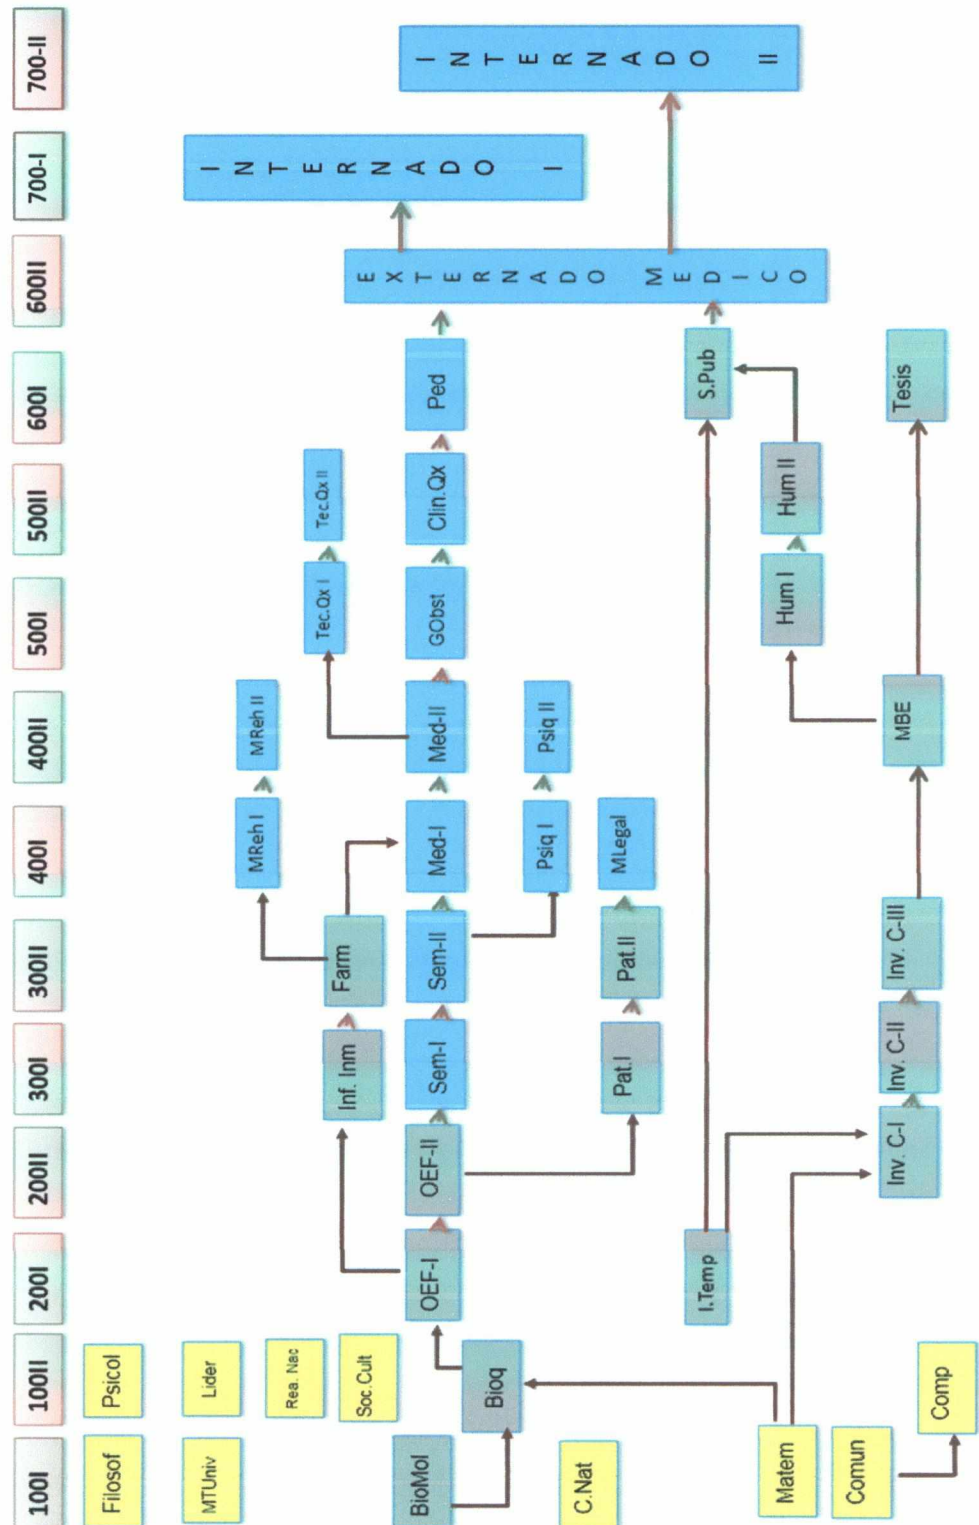 100I
100II
200I
200II
300I
300II
400I
400II
500I
500II
600I
600II
700-I
700-II
Filosof
Psicol
MTUniv
Lider
Rea. Nac
Soc.Cult
BioMol
Bioq
C.Nat
Matem
Comun
Comp
OEF-I
OEF-II
I.Temp
Inf. Inm
Farm
MReh I
MReh II
Sem-I
Sem-II
Med-I
Med-II
Tec.Qx I
Tec.Qx II
GObst
Clin.Qx
Ped
Psiq I
Psiq II
Pat.I
Pat.II
MLegal
Inv. C-I
Inv. C-II
Inv. C-III
MBE
Hum I
Hum II
S.Pub
Tesis
EXTERNADO MEDICO
INTERNADO I
INTERNADO II